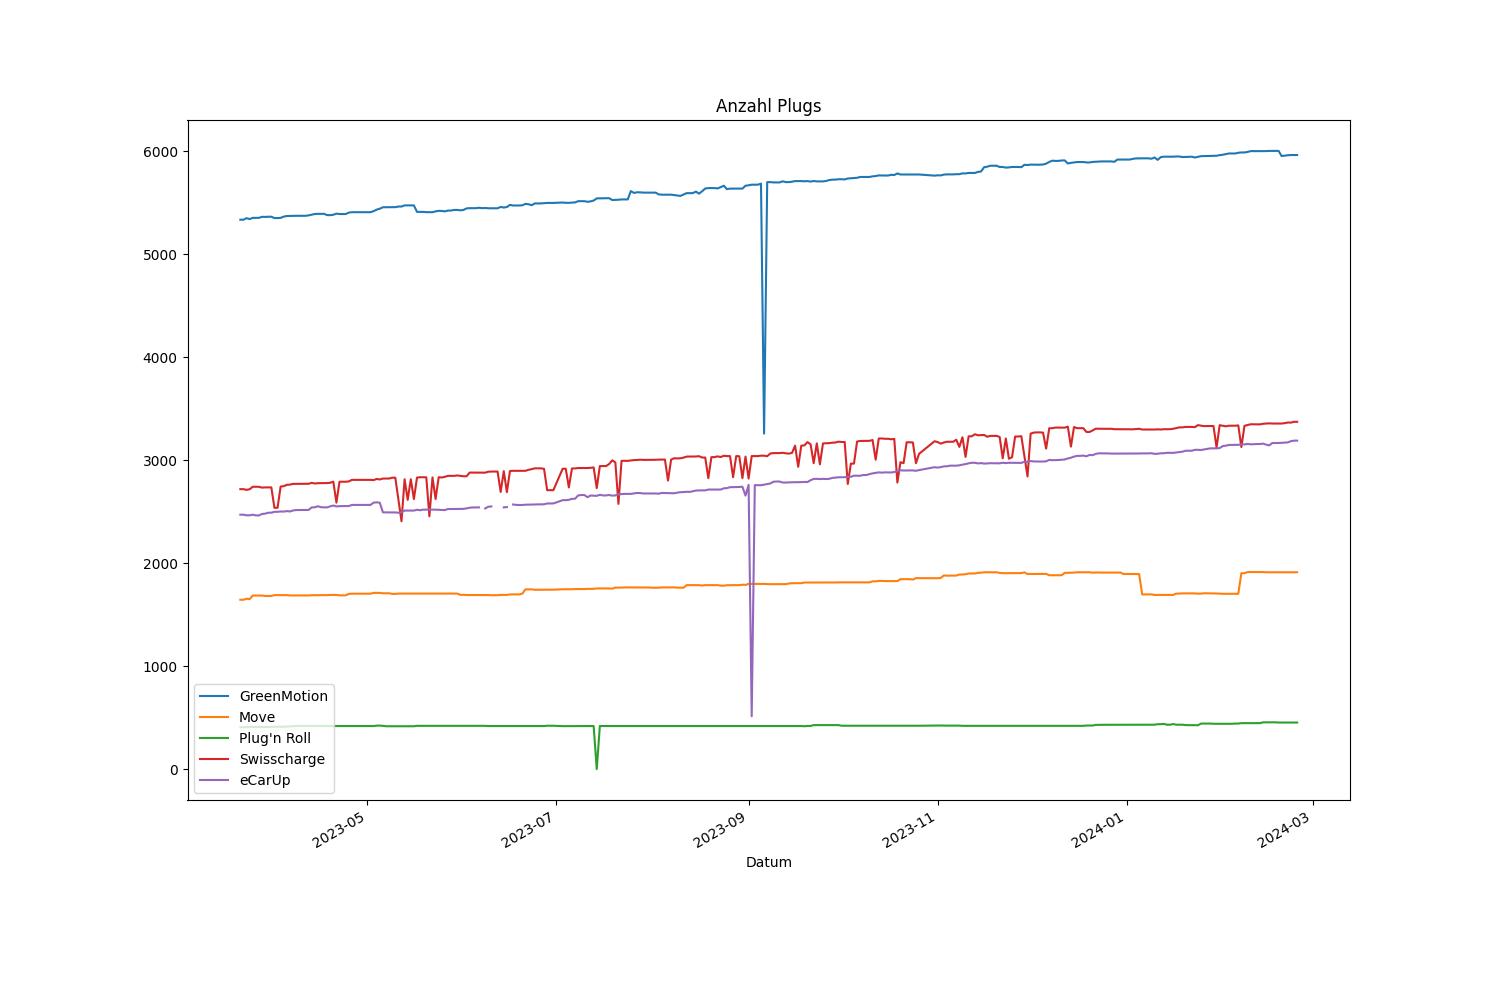 Anzahl Plugs
6000
5000
4000
3000
2000
1000
0
GreenMotion
Move
Plug'n Roll
Swisscharge
eCarUp
2023-05
2023-07
2023-09
2023-11
2024-01
2024-03
Datum